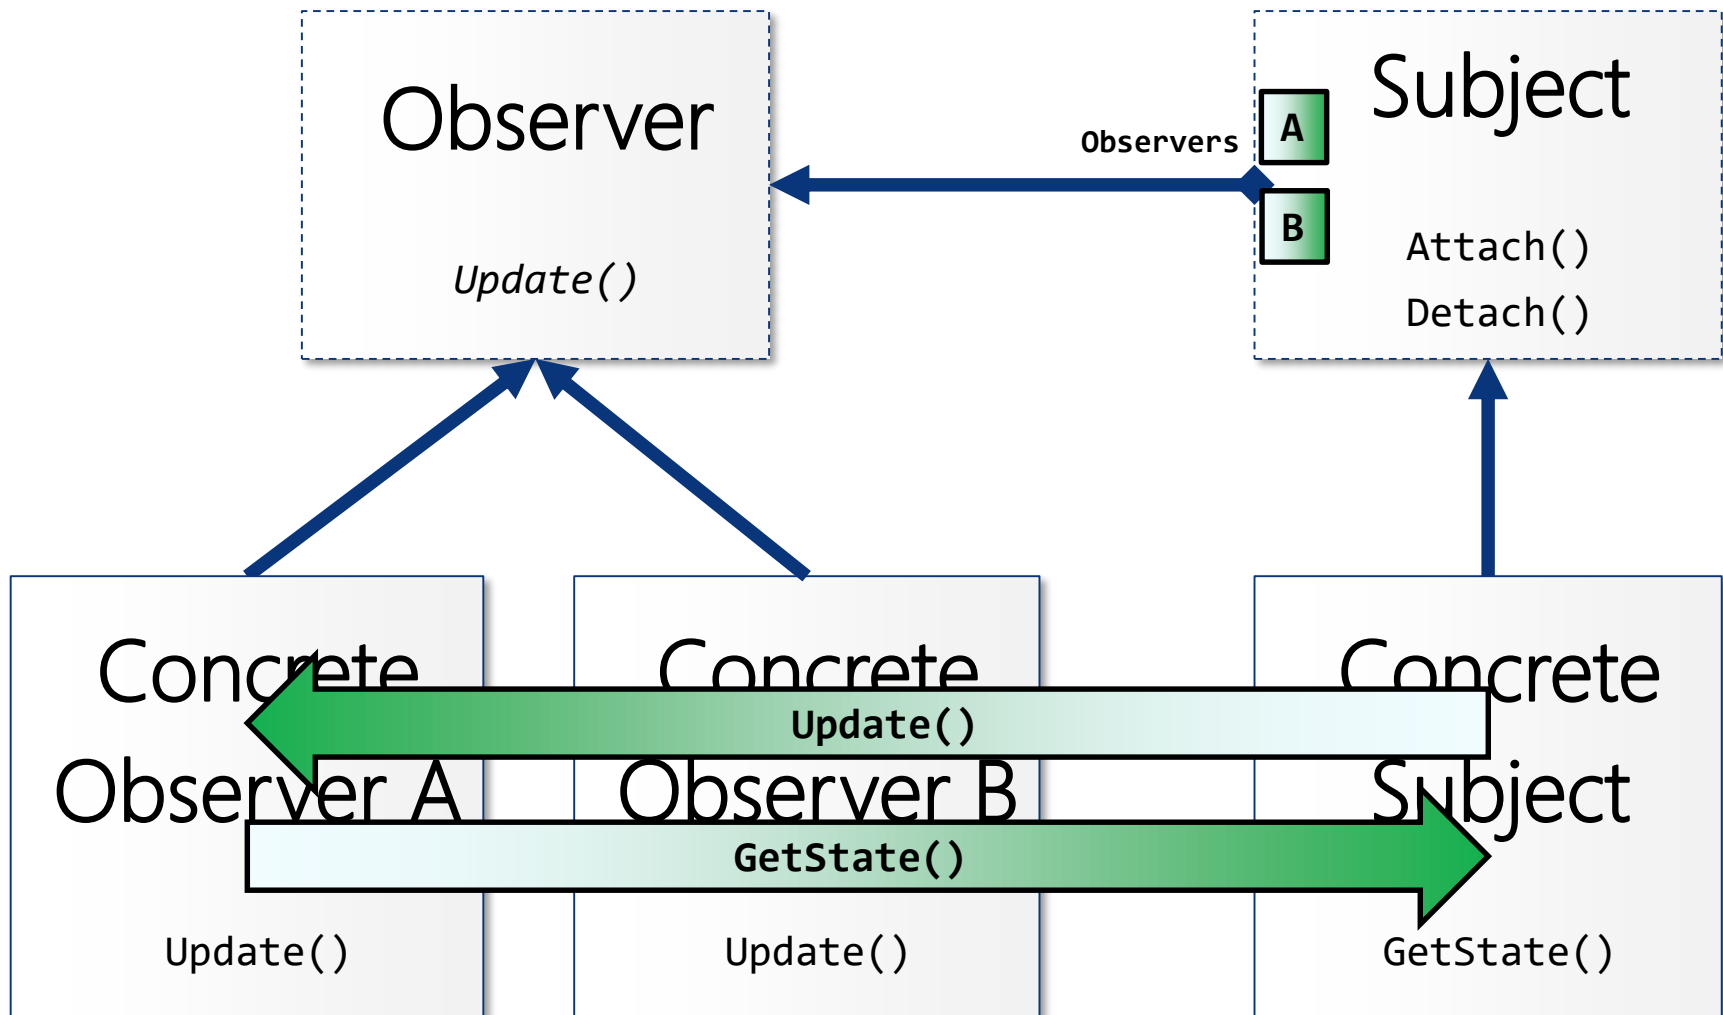 Observer
Update()
Observers
A
B
Subject
Attach()
Detach()
Concrete
Observer A
Update()
Concrete
Observer B
Update()
Concrete
Subject
GetState()
Update()
GetState()